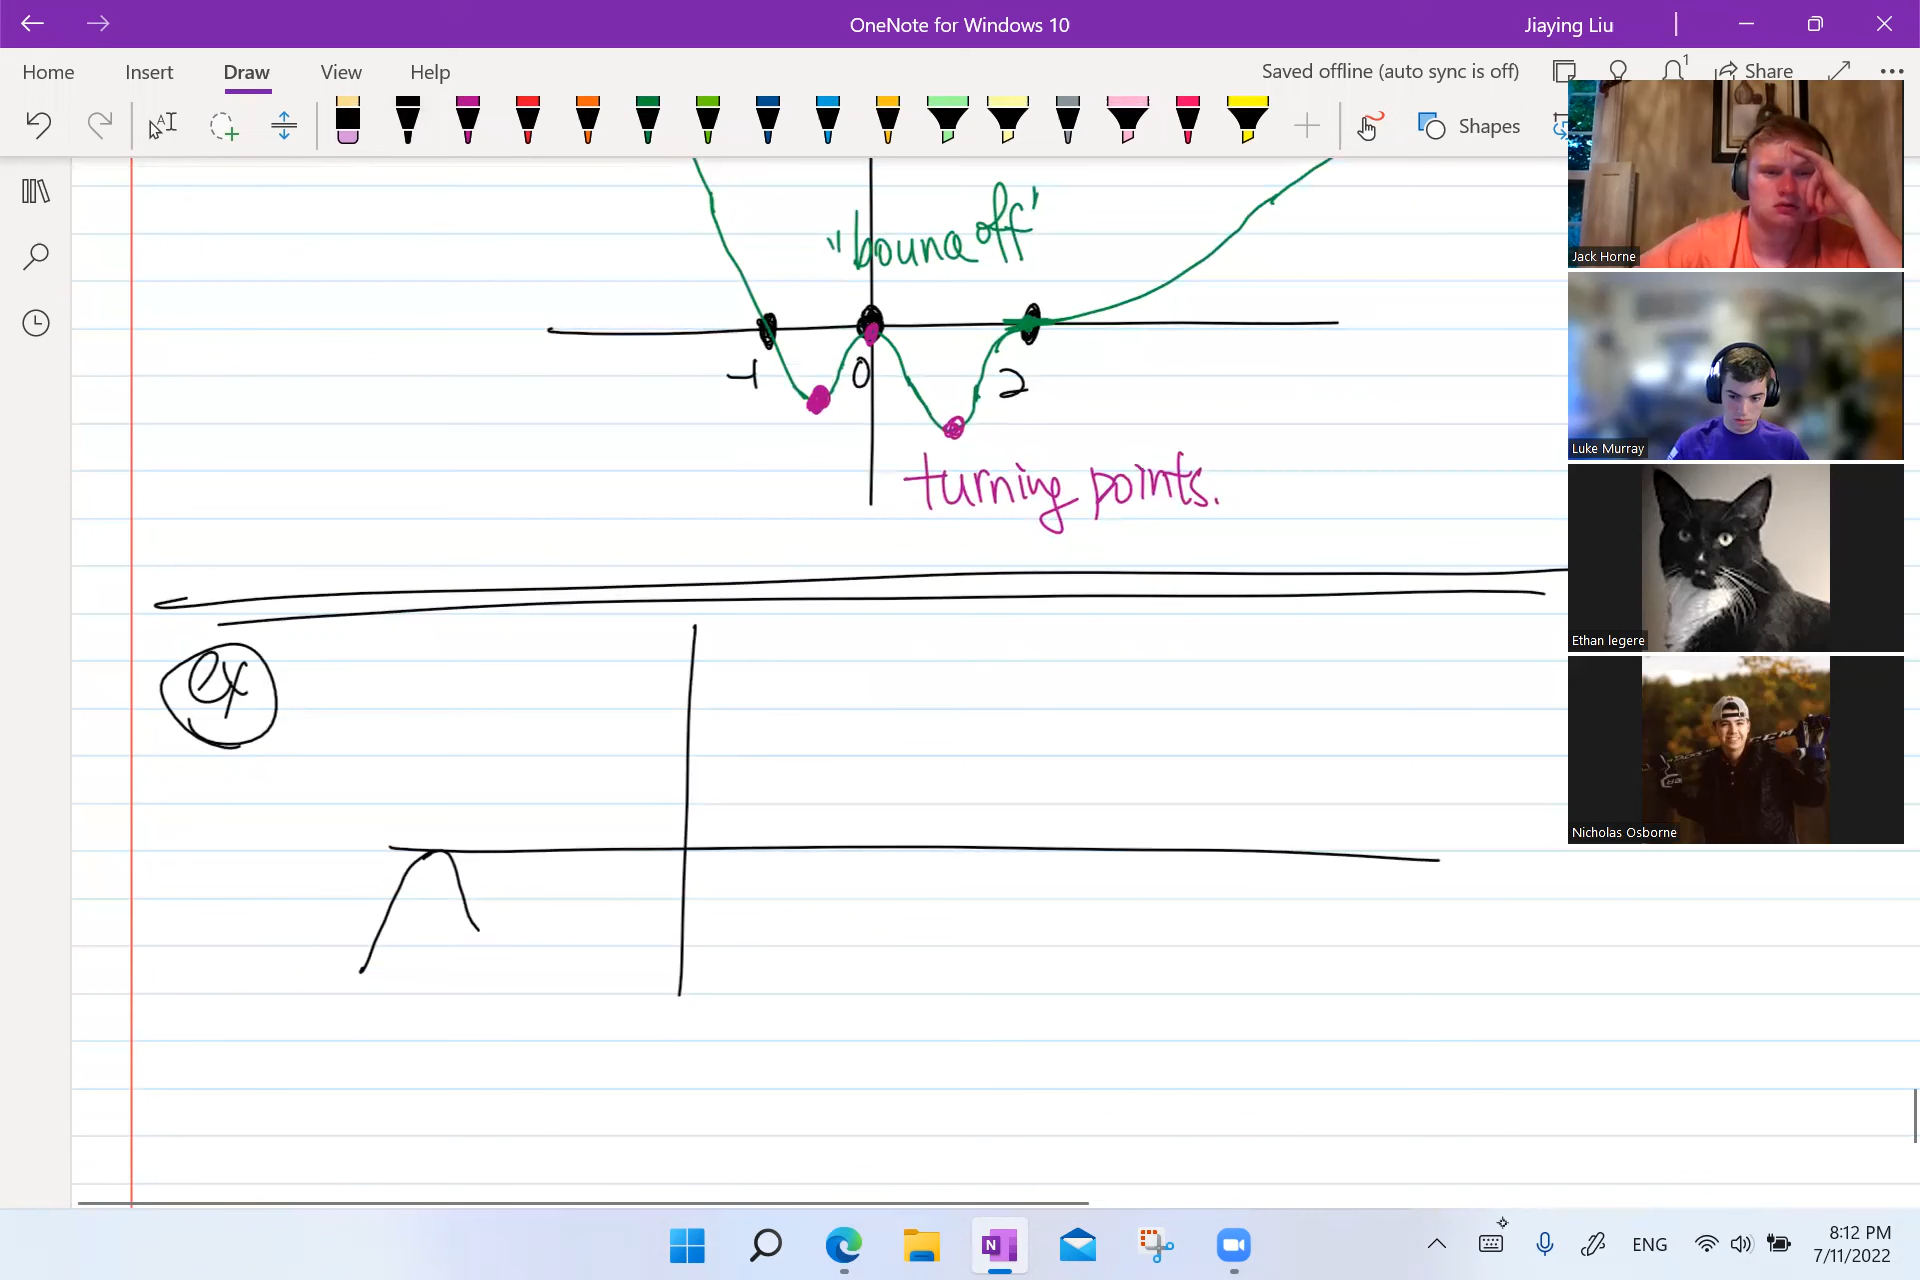 OneNote for Windows 10
Jiaying Liu
Home Insert Draw View Help
Saved offline (auto sync is off)
1
Share
Shapes
"bounce off"
-1 0 2
turning points.
ex
Jack Horne
Luke Murray
Ethan legere
Nicholas Osborne
ENG
8:12 PM
7/11/2022